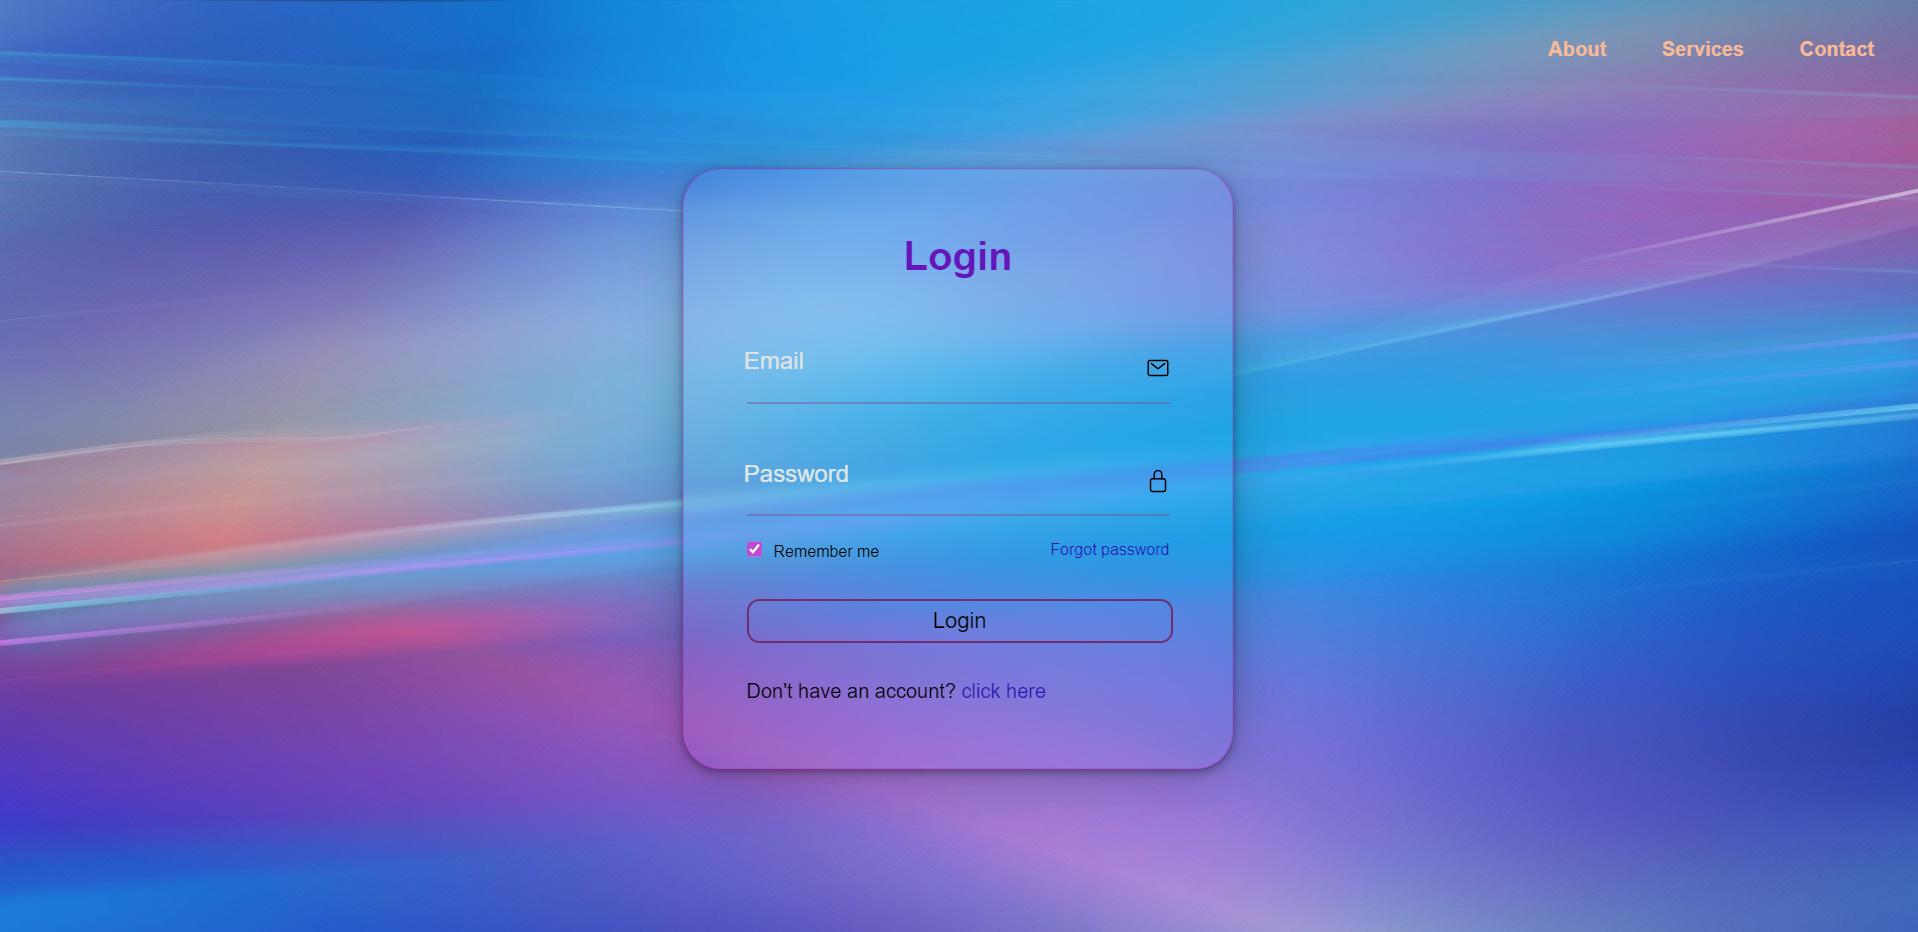 About Services Contact
Login
Email
Password
Remember me Forgot password
Login
Don't have an account? click here